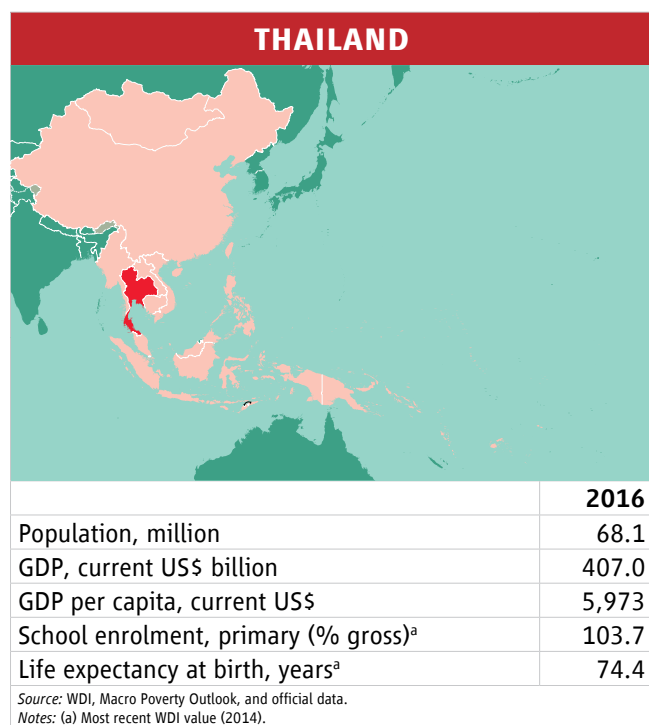 THAILAND
2016
Population, million 68.1
GDP, current US$ billion 407.0
GDP per capita, current US$ 5,973
School enrolment, primary (% gross)ᵃ 103.7
Life expectancy at birth, yearsᵃ 74.4
Source: WDI, Macro Poverty Outlook, and official data.
Notes: (a) Most recent WDI value (2014).